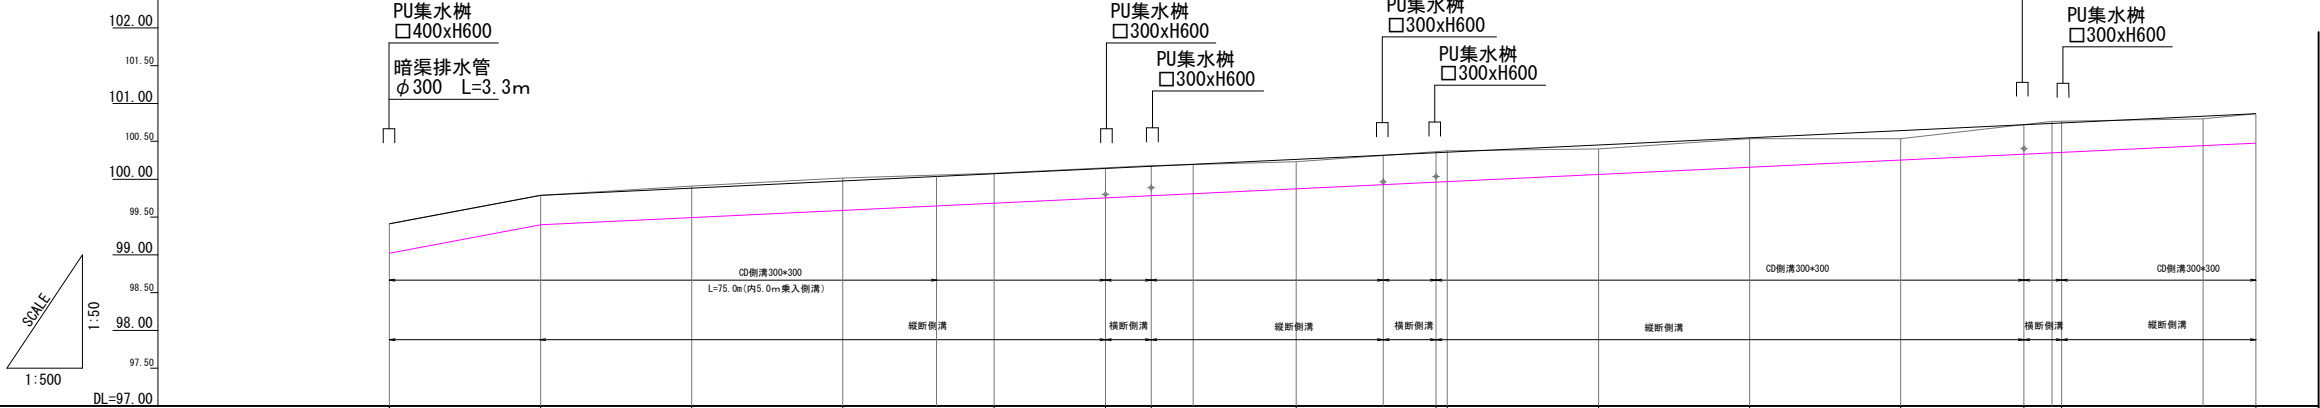 102.00
101.50
101.00
100.50
100.00
99.50
99.00
98.50
98.00
97.50
DL=97.00
SCALE
1:50
1:500
PU集水桝
□400xH600
暗渠排水管
φ300 L=3.3m
PU集水桝
□300xH600
PU集水桝
□300xH600
PU集水桝
□300xH600
PU集水桝
□300xH600
PU集水桝
□300xH600
CD側溝300*300
L=75.0m(内5.0m乗入側溝)
CD側溝300*300
CD側溝300*300
縦断側溝
横断側溝
縦断側溝
横断側溝
縦断側溝
横断側溝
縦断側溝